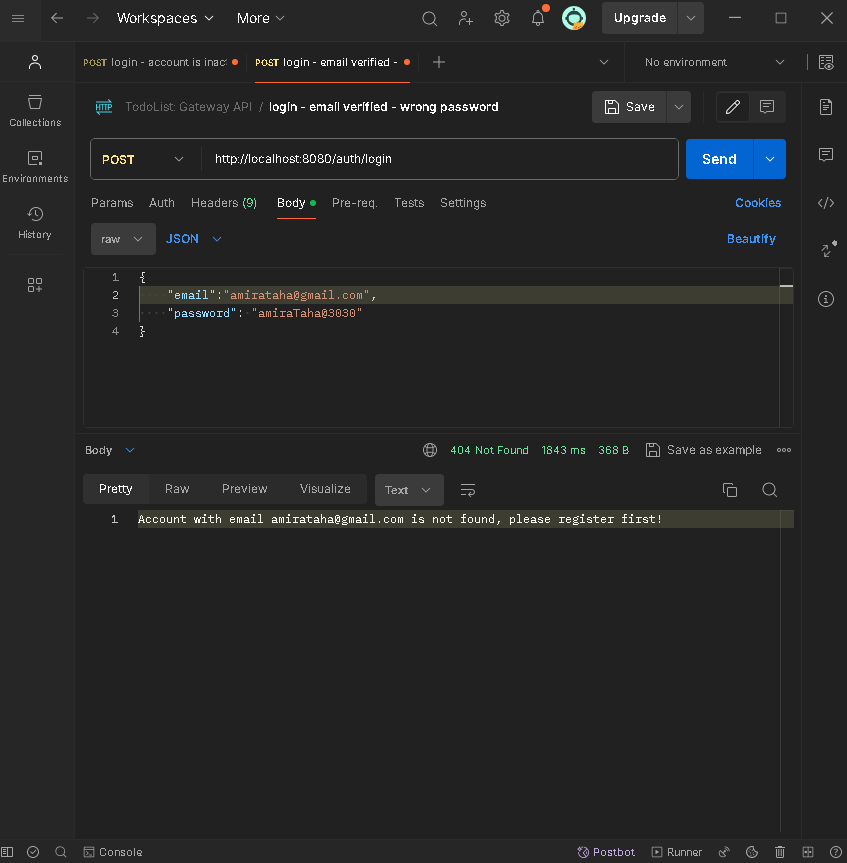 Workspaces More Upgrade
POST login - account is inac POST login - email verified - No environment
HTTP TodoList: Gateway API / login - email verified - wrong password Save
Collections
POST http://localhost:8080/auth/login Send
Environments
Params Auth Headers (9) Body Pre-req. Tests Settings Cookies
History
raw JSON Beautify
1 {
2 "email":"amirataha@gmail.com",
3 "password": "amiraTaha@3030"
4 }
Body 404 Not Found 1843 ms 368 B Save as example
Pretty Raw Preview Visualize Text
1 Account with email amirataha@gmail.com is not found, please register first!
Console Postbot Runner